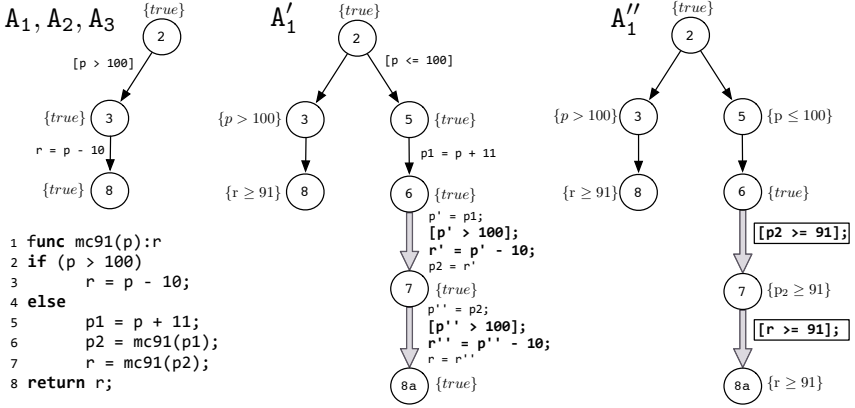 A1, A2, A3
{true}
2
[p > 100]
{true}
3
r = p - 10
{true}
8
1 func mc91(p):r
2 if (p > 100)
3 r = p - 10;
4 else
5 p1 = p + 11;
6 p2 = mc91(p1);
7 r = mc91(p2);
8 return r;
A1′
{true}
2
[p <= 100]
{p > 100}
3
5
{true}
p1 = p + 11
{r ≥ 91}
8
6
{true}
p' = p1;
[p' > 100];
r' = p' - 10;
p2 = r'
7
{true}
p'' = p2;
[p'' > 100];
r'' = p'' - 10;
r = r''
8a
{true}
A1″
{true}
2
{p > 100}
3
5
{p ≤ 100}
{r ≥ 91}
8
6
{true}
[p2 >= 91];
7
{p2 ≥ 91}
[r >= 91];
8a
{r ≥ 91}